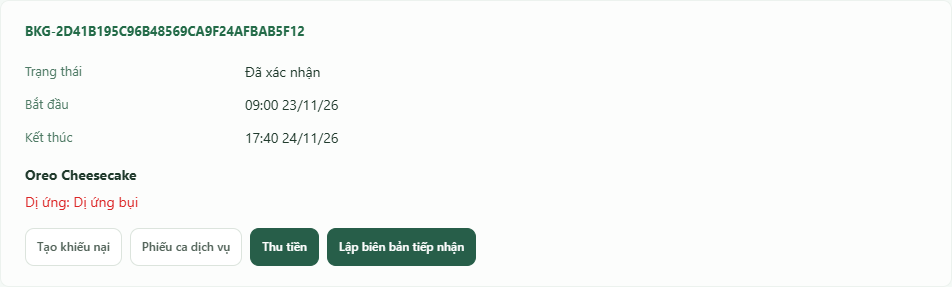 BKG-2D41B195C96B48569CA9F24AFBAB5F12
Trạng thái Đã xác nhận
Bắt đầu 09:00 23/11/26
Kết thúc 17:40 24/11/26
Oreo Cheesecake
Dị ứng: Dị ứng bụi
Tạo khiếu nại Phiếu ca dịch vụ Thu tiền Lập biên bản tiếp nhận